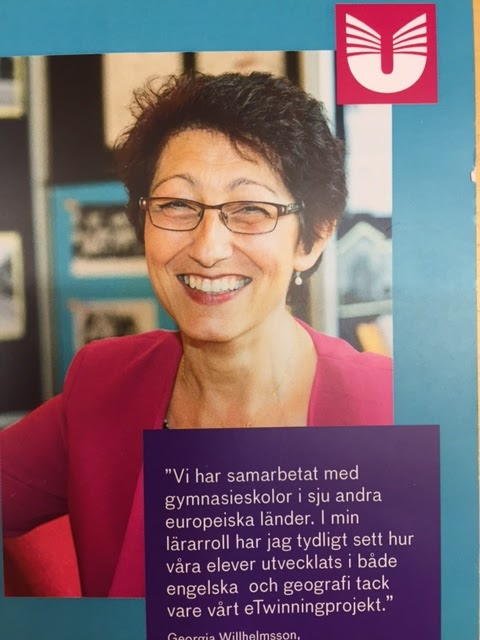 ”Vi har samarbetat med
gymnasieskolor i sju andra
europeiska länder. I min
lärarroll har jag tydligt sett hur
våra elever utvecklats i både
engelska och geografi tack
vare vårt eTwinningprojekt.”
Georgia Willhelmsson,